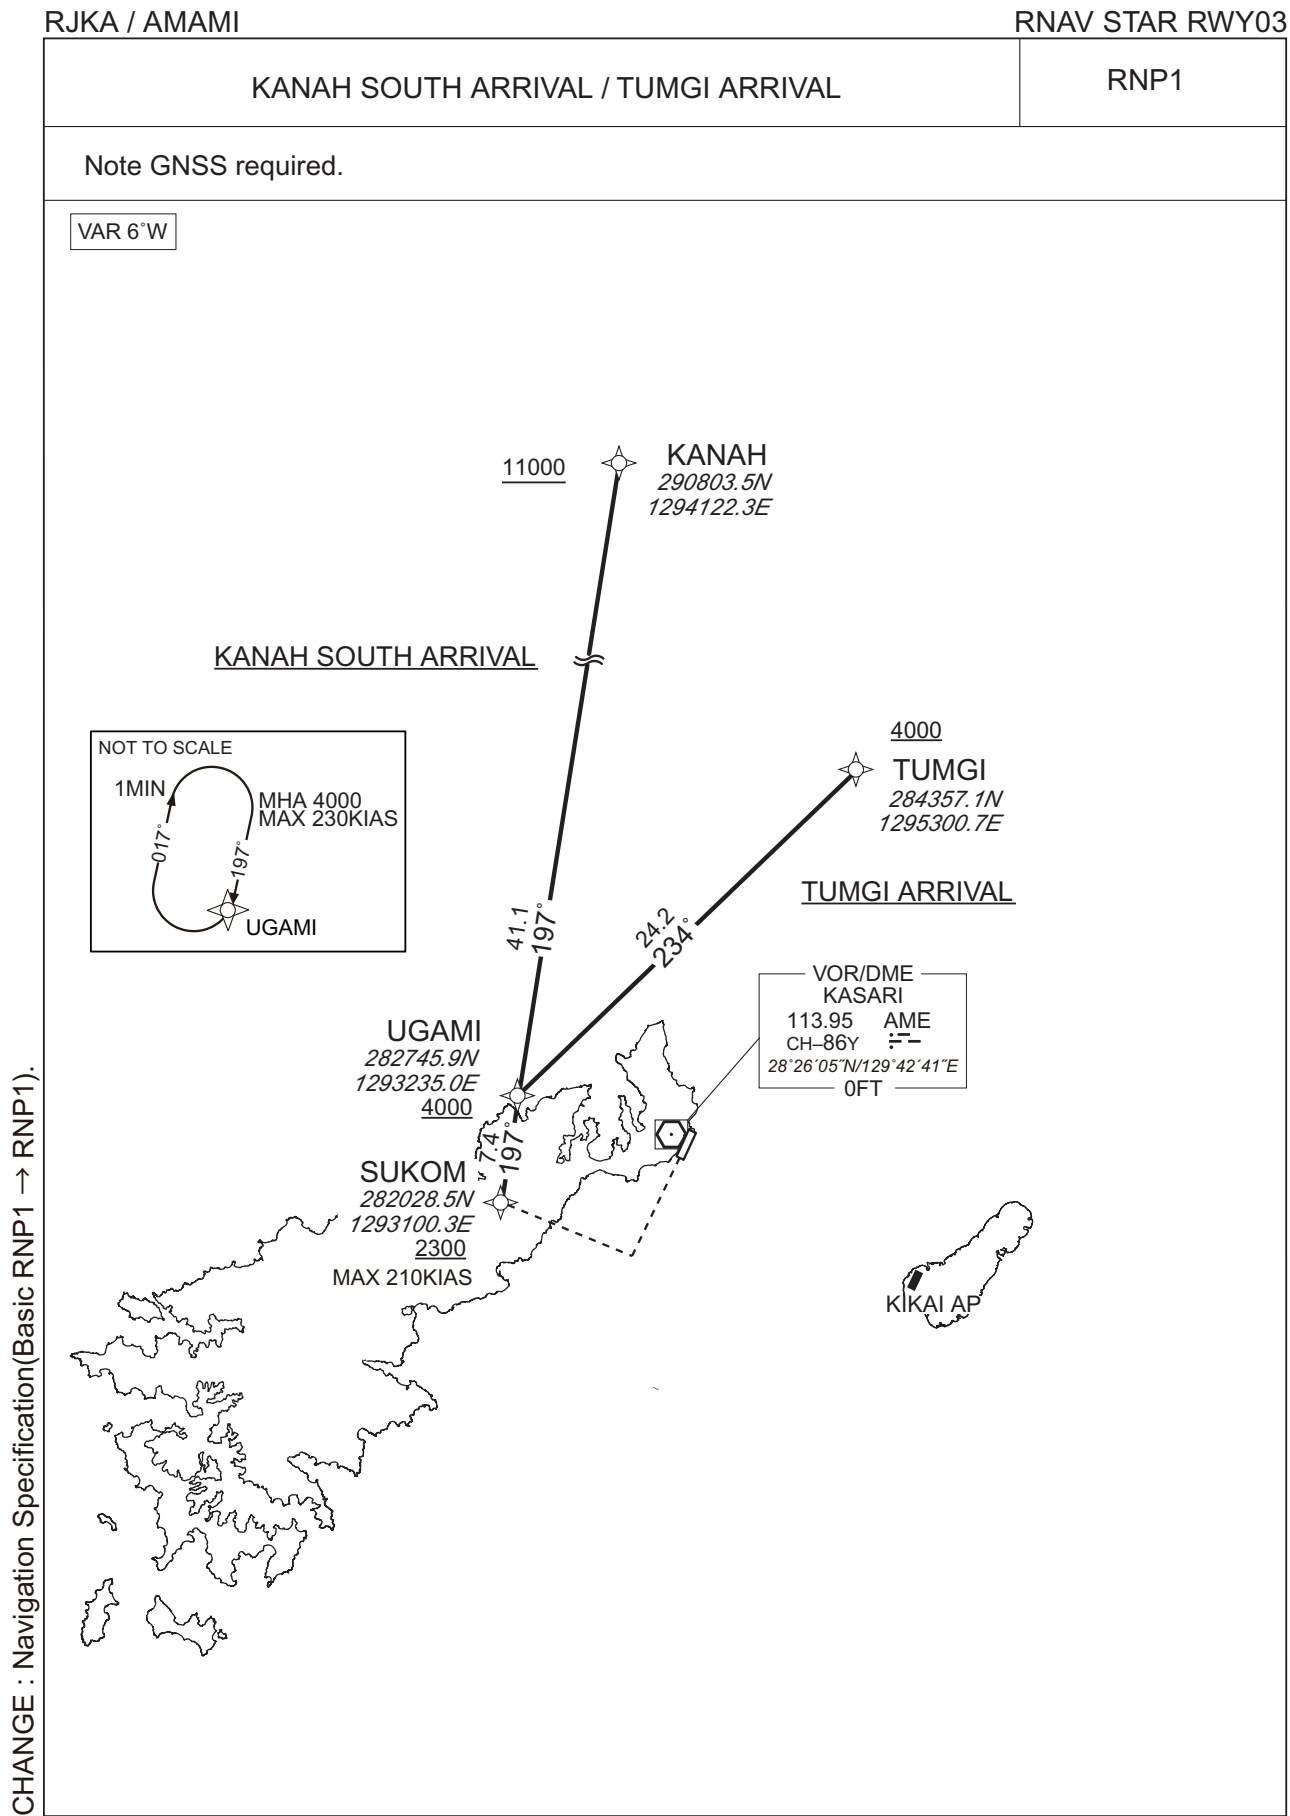 RJKA / AMAMI
RNAV STAR RWY03
KANAH SOUTH ARRIVAL / TUMGI ARRIVAL
RNP1
Note GNSS required.
VAR 6°W
11000
KANAH
290803.5N
1294122.3E
KANAH SOUTH ARRIVAL
4000
TUMGI
284357.1N
1295300.7E
NOT TO SCALE
1MIN
MHA 4000
MAX 230KIAS
017°
197°
UGAMI
TUMGI ARRIVAL
41.1
197°
24.2
234°
VOR/DME
KASARI
113.95 AME
CH–86Y
28°26′05″N/129°42′41″E
0FT
UGAMI
282745.9N
1293235.0E
4000
7.4
197°
SUKOM
282028.5N
1293100.3E
2300
MAX 210KIAS
KIKAI AP
CHANGE : Navigation Specification(Basic RNP1 → RNP1).